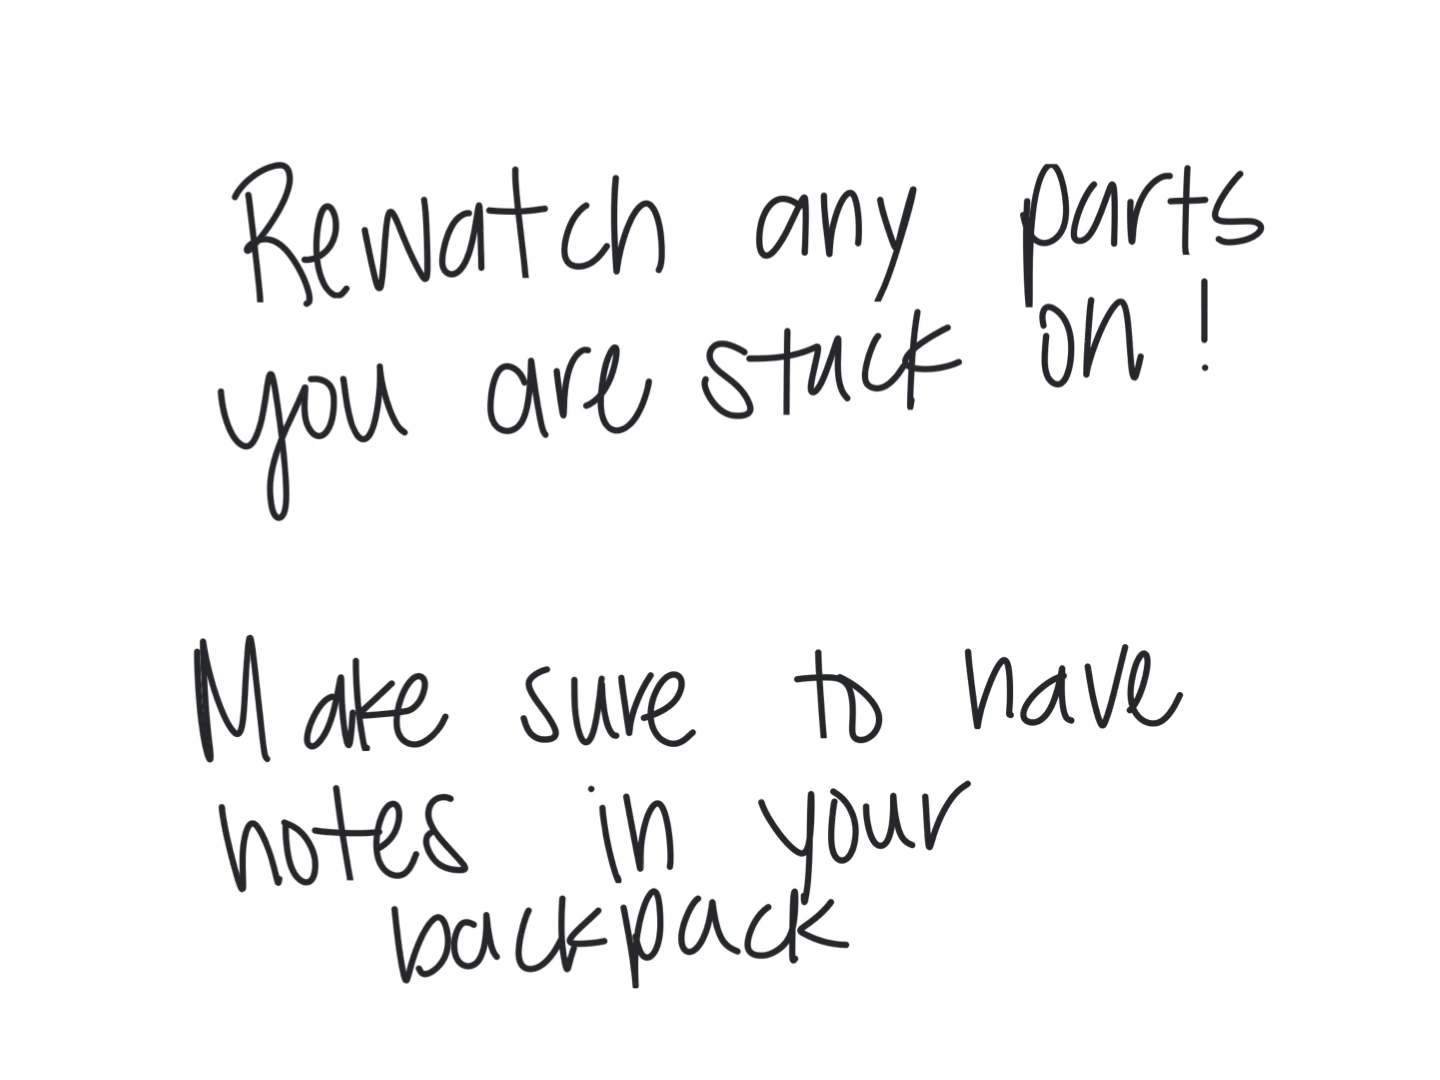 Rewatch any parts
you are stuck on!
Make sure to have
notes in your
backpack